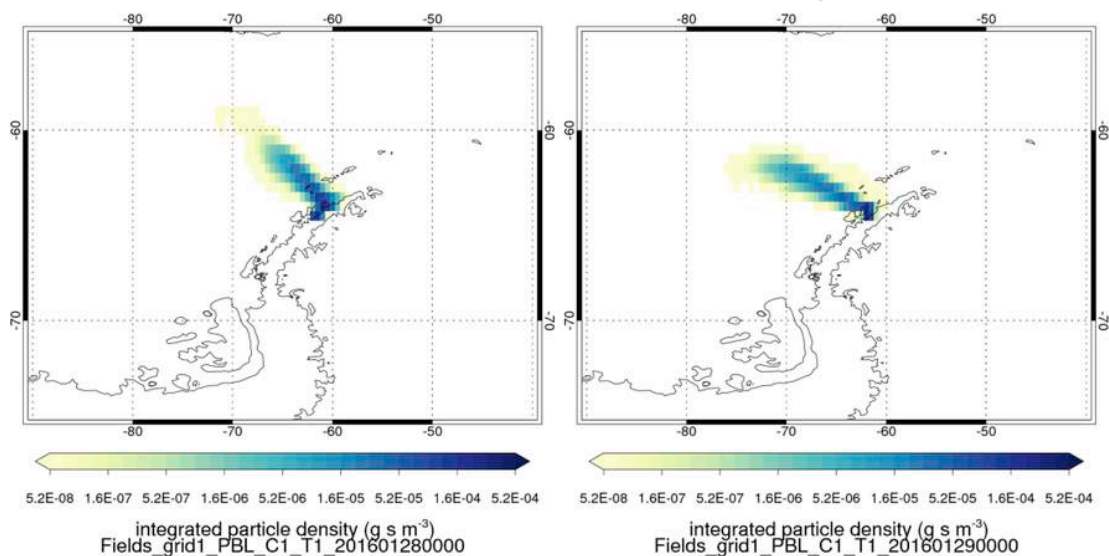 -80 -70 -60 -50
-80 -70 -60 -50
-60 -60
-60 -60
-70 -70
-70 -70
-80 -70 -60 -50
-80 -70 -60 -50
5.2E-08 1.6E-07 5.2E-07 1.6E-06 5.2E-06 1.6E-05 5.2E-05 1.6E-04 5.2E-04
integrated particle density (g s m⁻³)
Fields_grid1_PBL_C1_T1_201601280000
5.2E-08 1.6E-07 5.2E-07 1.6E-06 5.2E-06 1.6E-05 5.2E-05 1.6E-04 5.2E-04
integrated particle density (g s m⁻³)
Fields_grid1_PBL_C1_T1_201601290000